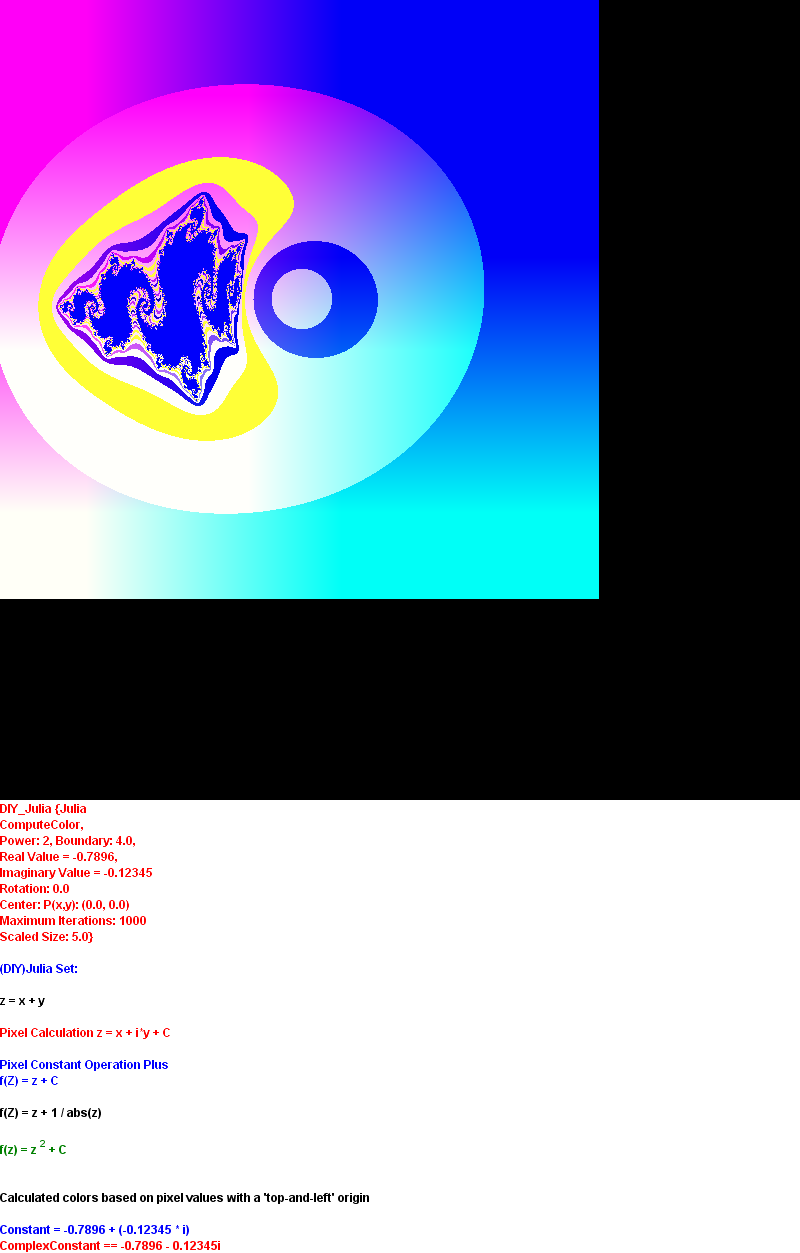 DIY_Julia {Julia
ComputeColor,
Power: 2, Boundary: 4.0,
Real Value = -0.7896,
Imaginary Value = -0.12345
Rotation: 0.0
Center: P(x,y): (0.0, 0.0)
Maximum Iterations: 1000
Scaled Size: 5.0}
(DIY)Julia Set:
z = x + y
Pixel Calculation z = x + i*y + C
Pixel Constant Operation Plus
f(Z) = z + C
f(Z) = z + 1 / abs(z)
f(z) = z 2 + C
Calculated colors based on pixel values with a 'top-and-left' origin
Constant = -0.7896 + (-0.12345 * i)
ComplexConstant == -0.7896 - 0.12345i